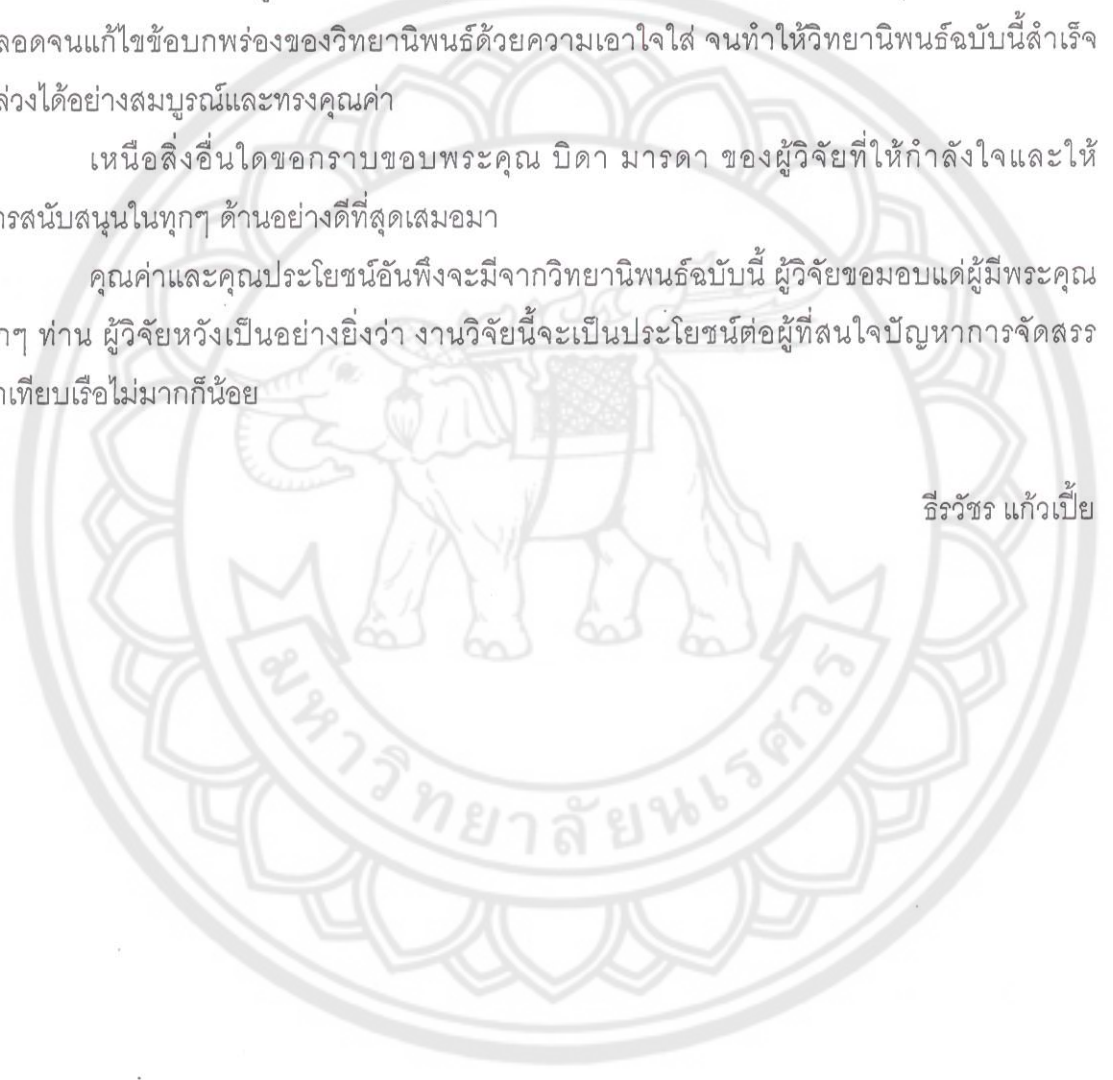 ลอดจนแก้ไขข้อบกพร่องของวิทยานิพนธ์ด้วยความเอาใจใส่ จนทำให้วิทยานิพนธ์ฉบับนี้สำเร็จ
ล่วงได้อย่างสมบูรณ์และทรงคุณค่า
เหนือสิ่งอื่นใดขอกราบขอบพระคุณ บิดา มารดา ของผู้วิจัยที่ให้กำลังใจและให้
ารสนับสนุนในทุกๆ ด้านอย่างดีที่สุดเสมอมา
คุณค่าและคุณประโยชน์อันพึงจะมีจากวิทยานิพนธ์ฉบับนี้ ผู้วิจัยขอมอบแด่ผู้มีพระคุณ
ุกๆ ท่าน ผู้วิจัยหวังเป็นอย่างยิ่งว่า งานวิจัยนี้จะเป็นประโยชน์ต่อผู้ที่สนใจปัญหาการจัดสรร
่าเทียบเรือไม่มากก็น้อย
ธีรวัชร แก้วเปี้ย
มหาวิทยาลัยนเรศวร